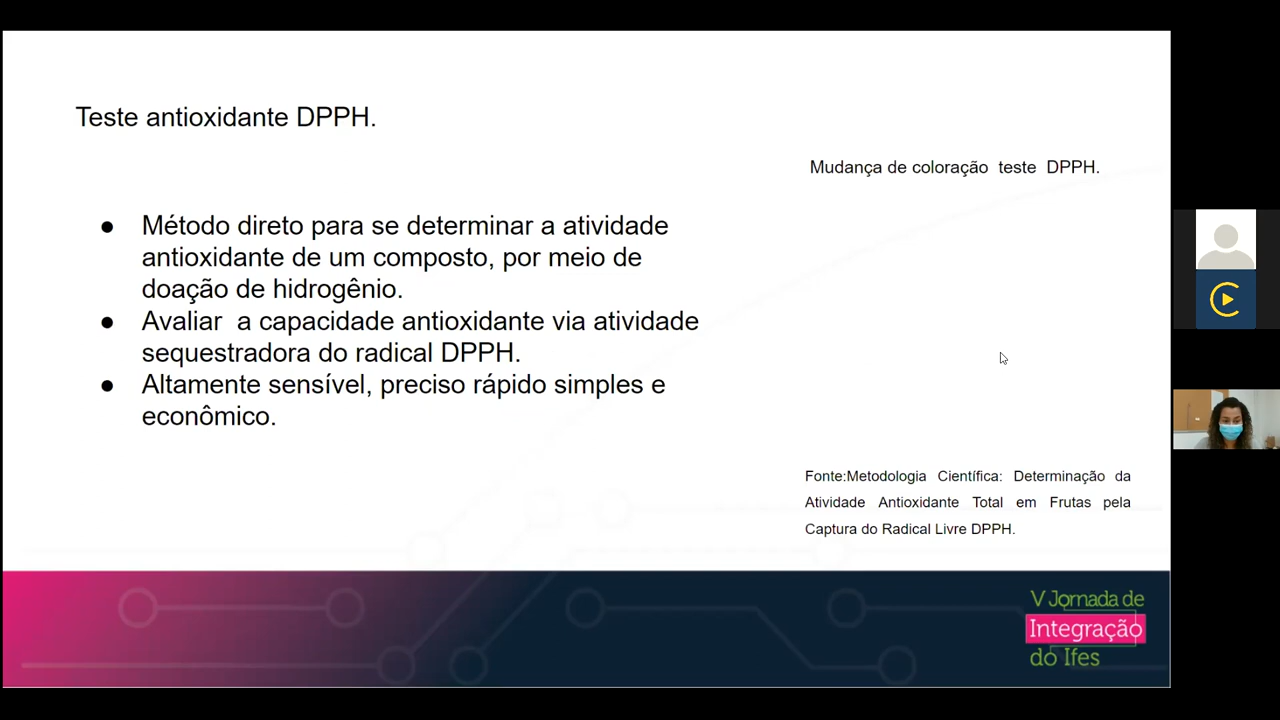 Teste antioxidante DPPH.
Mudança de coloração teste DPPH.
● Método direto para se determinar a atividade
antioxidante de um composto, por meio de
doação de hidrogênio.
● Avaliar a capacidade antioxidante via atividade
sequestradora do radical DPPH.
● Altamente sensível, preciso rápido simples e
econômico.
Fonte:Metodologia Científica: Determinação da
Atividade Antioxidante Total em Frutas pela
Captura do Radical Livre DPPH.
V Jornada de
Integração
do Ifes